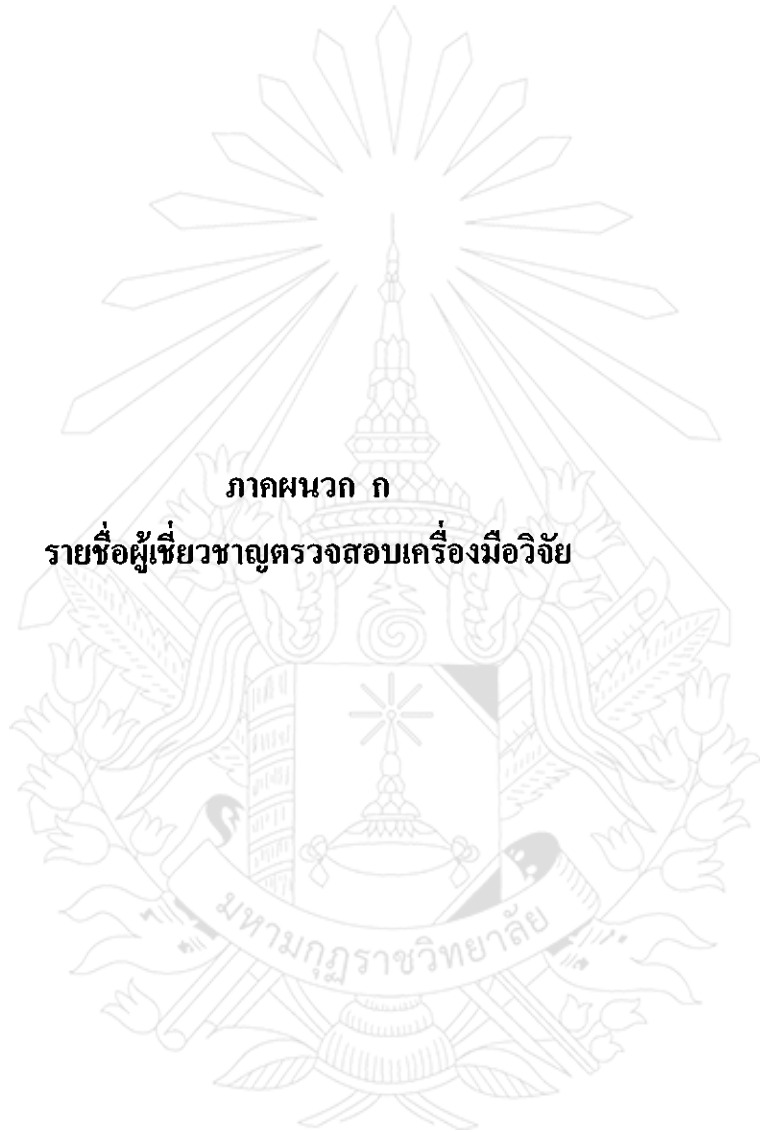 ภาคผนวก ก
รายชื่อผู้เชี่ยวชาญตรวจสอบเครื่องมือวิจัย
มหามกุฏราชวิทยาลัย